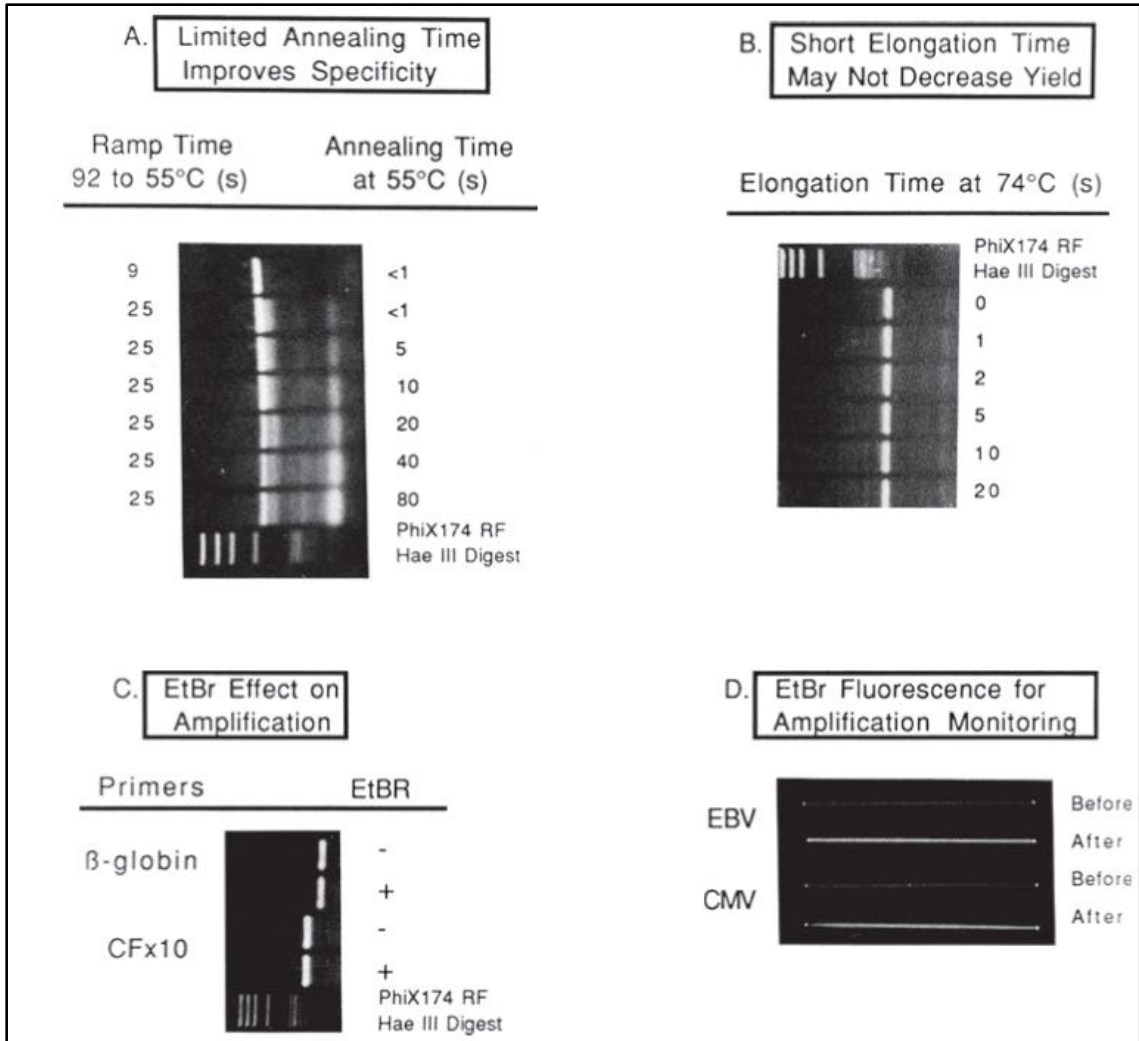 A. Limited Annealing Time
Improves Specificity
Ramp Time
92 to 55°C (s)
Annealing Time
at 55°C (s)
9 <1
25 <1
25 5
25 10
25 20
25 40
25 80
PhiX174 RF
Hae III Digest
B. Short Elongation Time
May Not Decrease Yield
Elongation Time at 74°C (s)
PhiX174 RF
Hae III Digest
0
1
2
5
10
20
C. EtBr Effect on
Amplification
Primers EtBR
ß-globin -
+
CFx10 -
+
PhiX174 RF
Hae III Digest
D. EtBr Fluorescence for
Amplification Monitoring
EBV Before
After
CMV Before
After